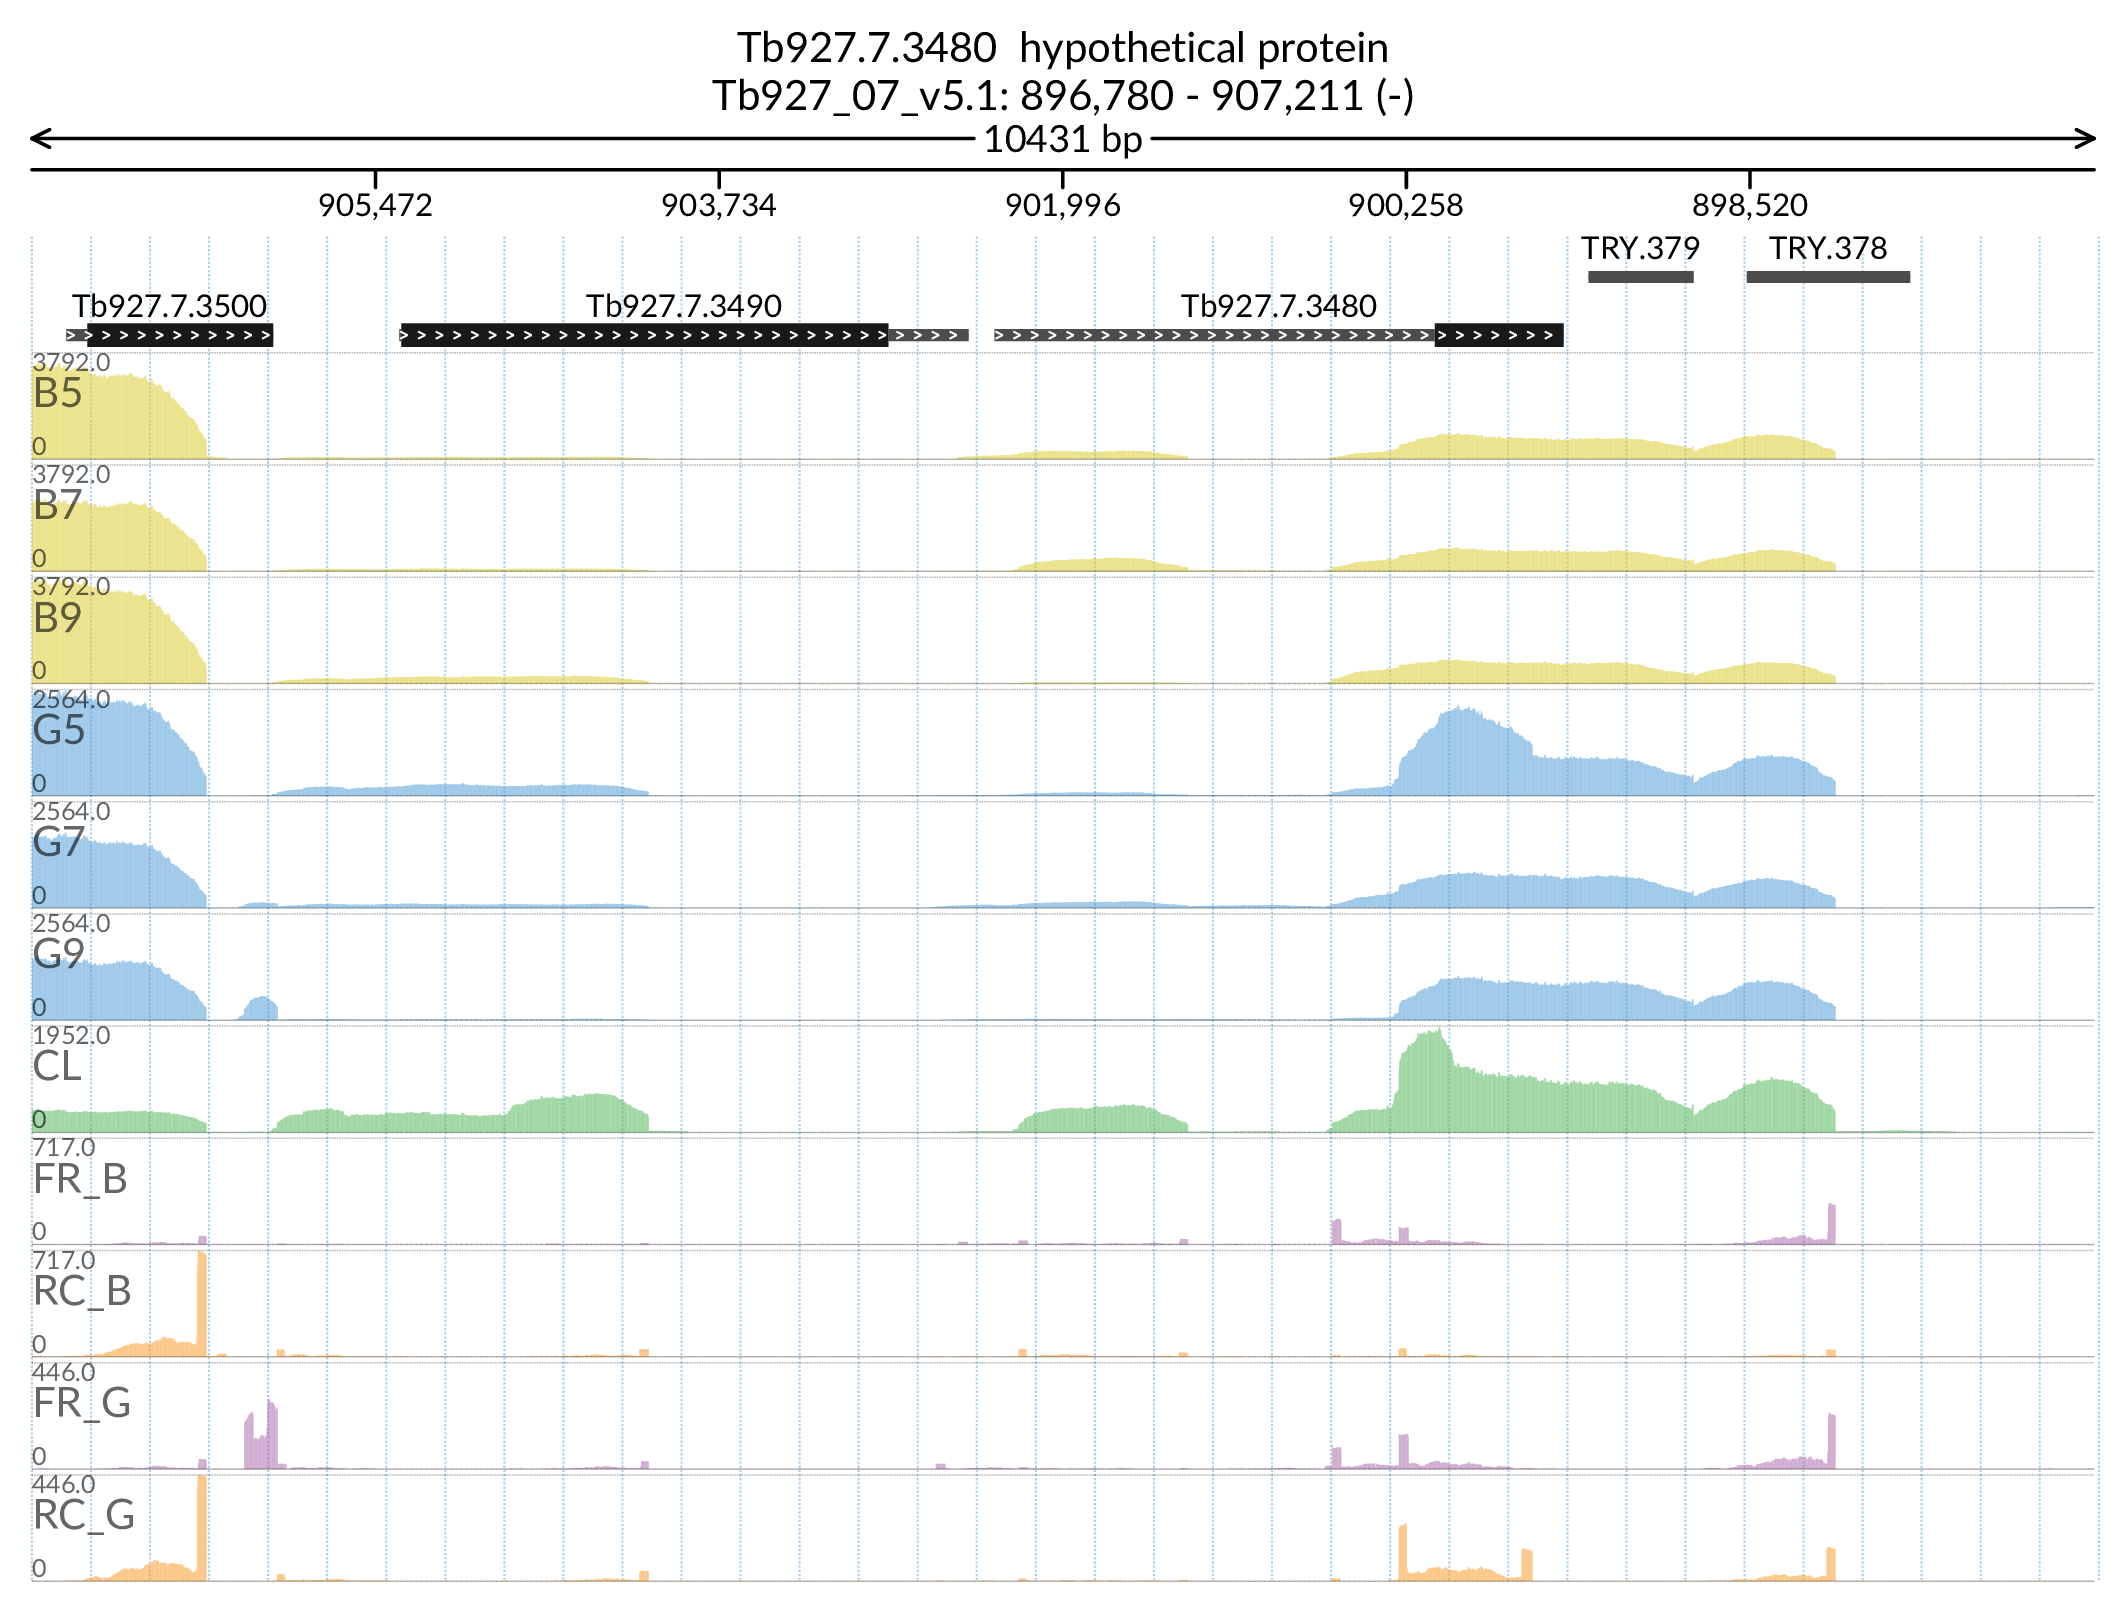 Tb927.7.3480  hypothetical protein
Tb927_07_v5.1: 896,780 - 907,211 (-)
10431 bp
905,472 903,734 901,996 900,258 898,520
TRY.379 TRY.378
Tb927.7.3500 Tb927.7.3490 Tb927.7.3480
3792.0
B5
0
3792.0
B7
0
3792.0
B9
0
2564.0
G5
0
2564.0
G7
0
2564.0
G9
0
1952.0
CL
0
717.0
FR_B
0
717.0
RC_B
0
446.0
FR_G
0
446.0
RC_G
0